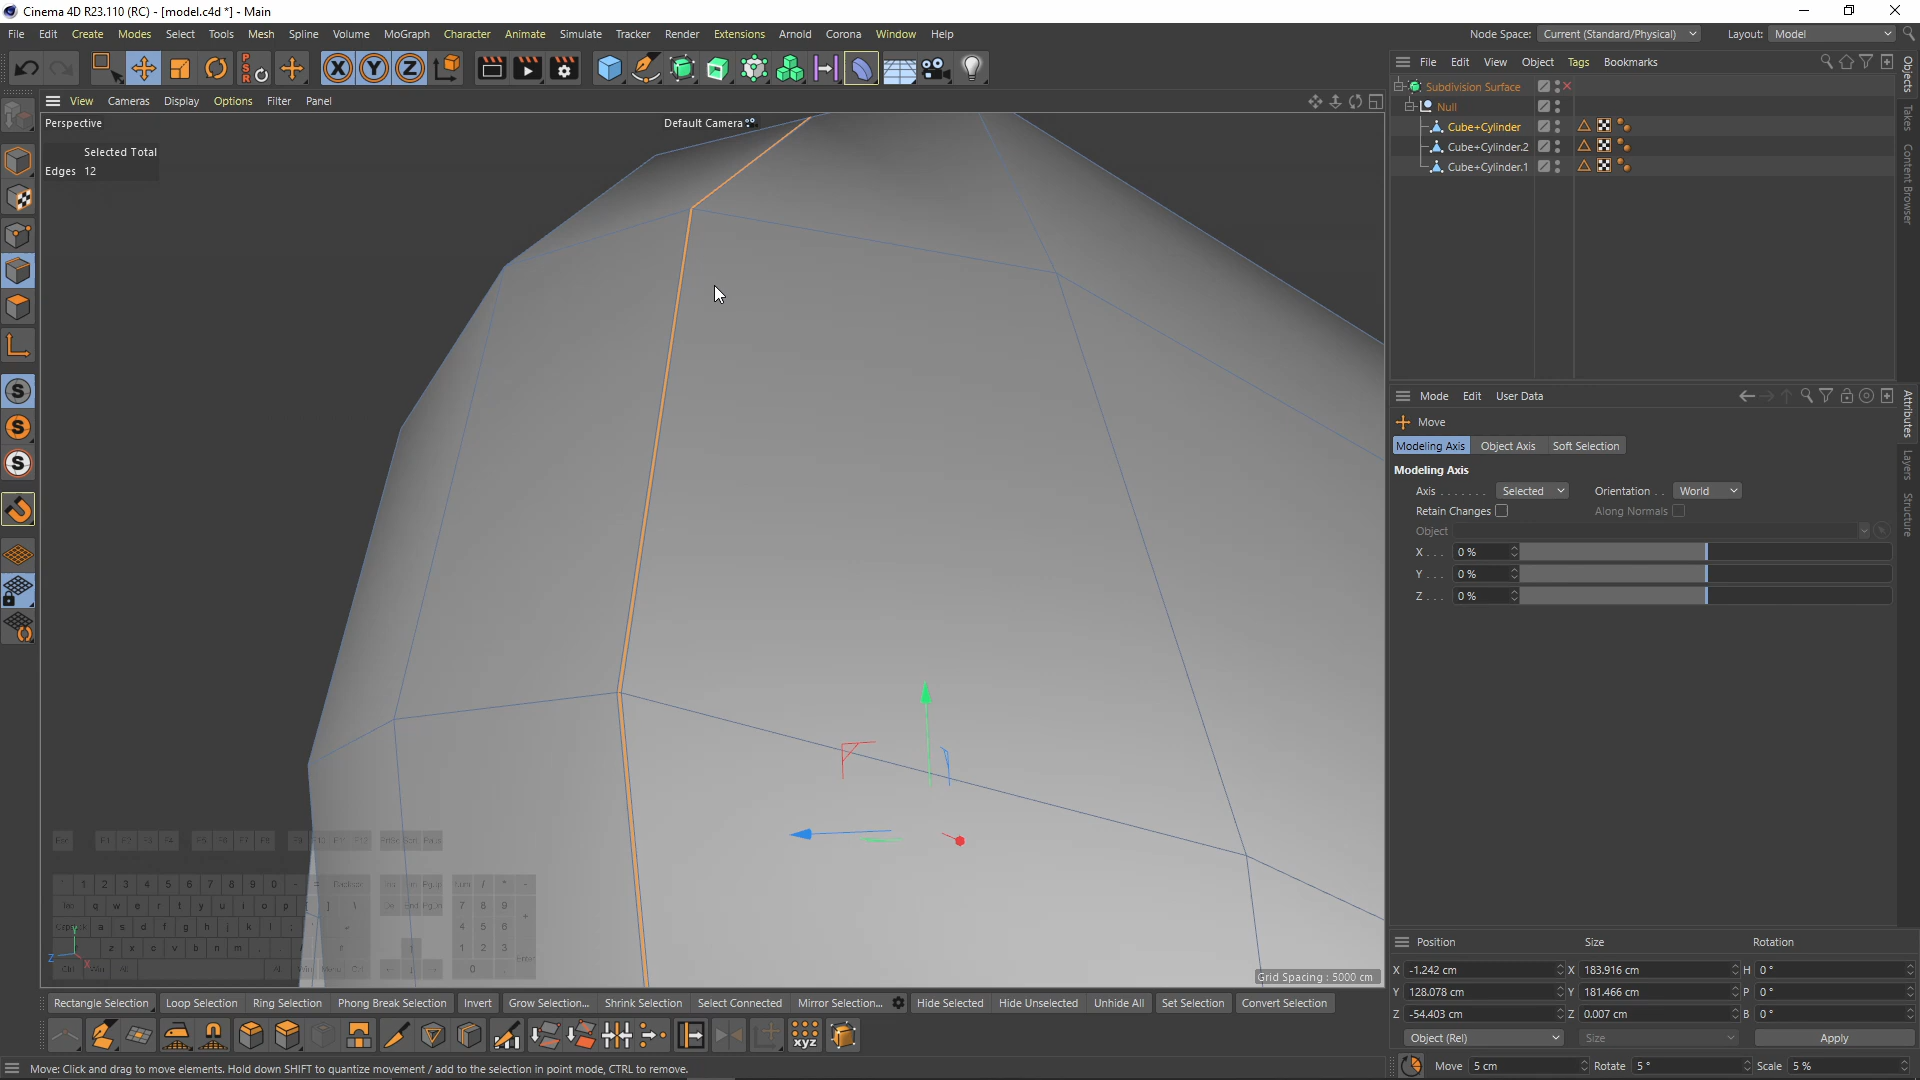 Cinema 4D R23.110 (RC) - [model.c4d *] - Main
File Edit Create Modes Select Tools Mesh Spline Volume MoGraph Character Animate Simulate Tracker Render Extensions Arnold Corona Window Help
Node Space: Current (Standard/Physical) Layout: Model
PSR X Y Z
View Cameras Display Options Filter Panel
File Edit View Object Tags Bookmarks
Perspective
Default Camera
Selected Total
Edges 12
Subdivision Surface
Null
Cube+Cylinder
Cube+Cylinder.2
Cube+Cylinder.1
Objects
Takes
Content Browser
Mode Edit User Data
Move
Modeling Axis Object Axis Soft Selection
Modeling Axis
Axis . . . . . . . Selected Orientation . . World
Retain Changes Along Normals
Object
X . . . 0 %
Y . . . 0 %
Z . . . 0 %
Attributes
Layers
Structure
Grid Spacing : 5000 cm
Position Size Rotation
X -1.242 cm X 183.916 cm H 0°
Y 128.078 cm Y 181.466 cm P 0°
Z -54.403 cm Z 0.007 cm B 0°
Object (Rel) Size Apply
Rectangle Selection Loop Selection Ring Selection Phong Break Selection Invert Grow Selection... Shrink Selection Select Connected Mirror Selection... Hide Selected Hide Unselected Unhide All Set Selection Convert Selection
xyz
Move: Click and drag to move elements. Hold down SHIFT to quantize movement / add to the selection in point mode, CTRL to remove.
Move 5 cm Rotate 5° Scale 5 %